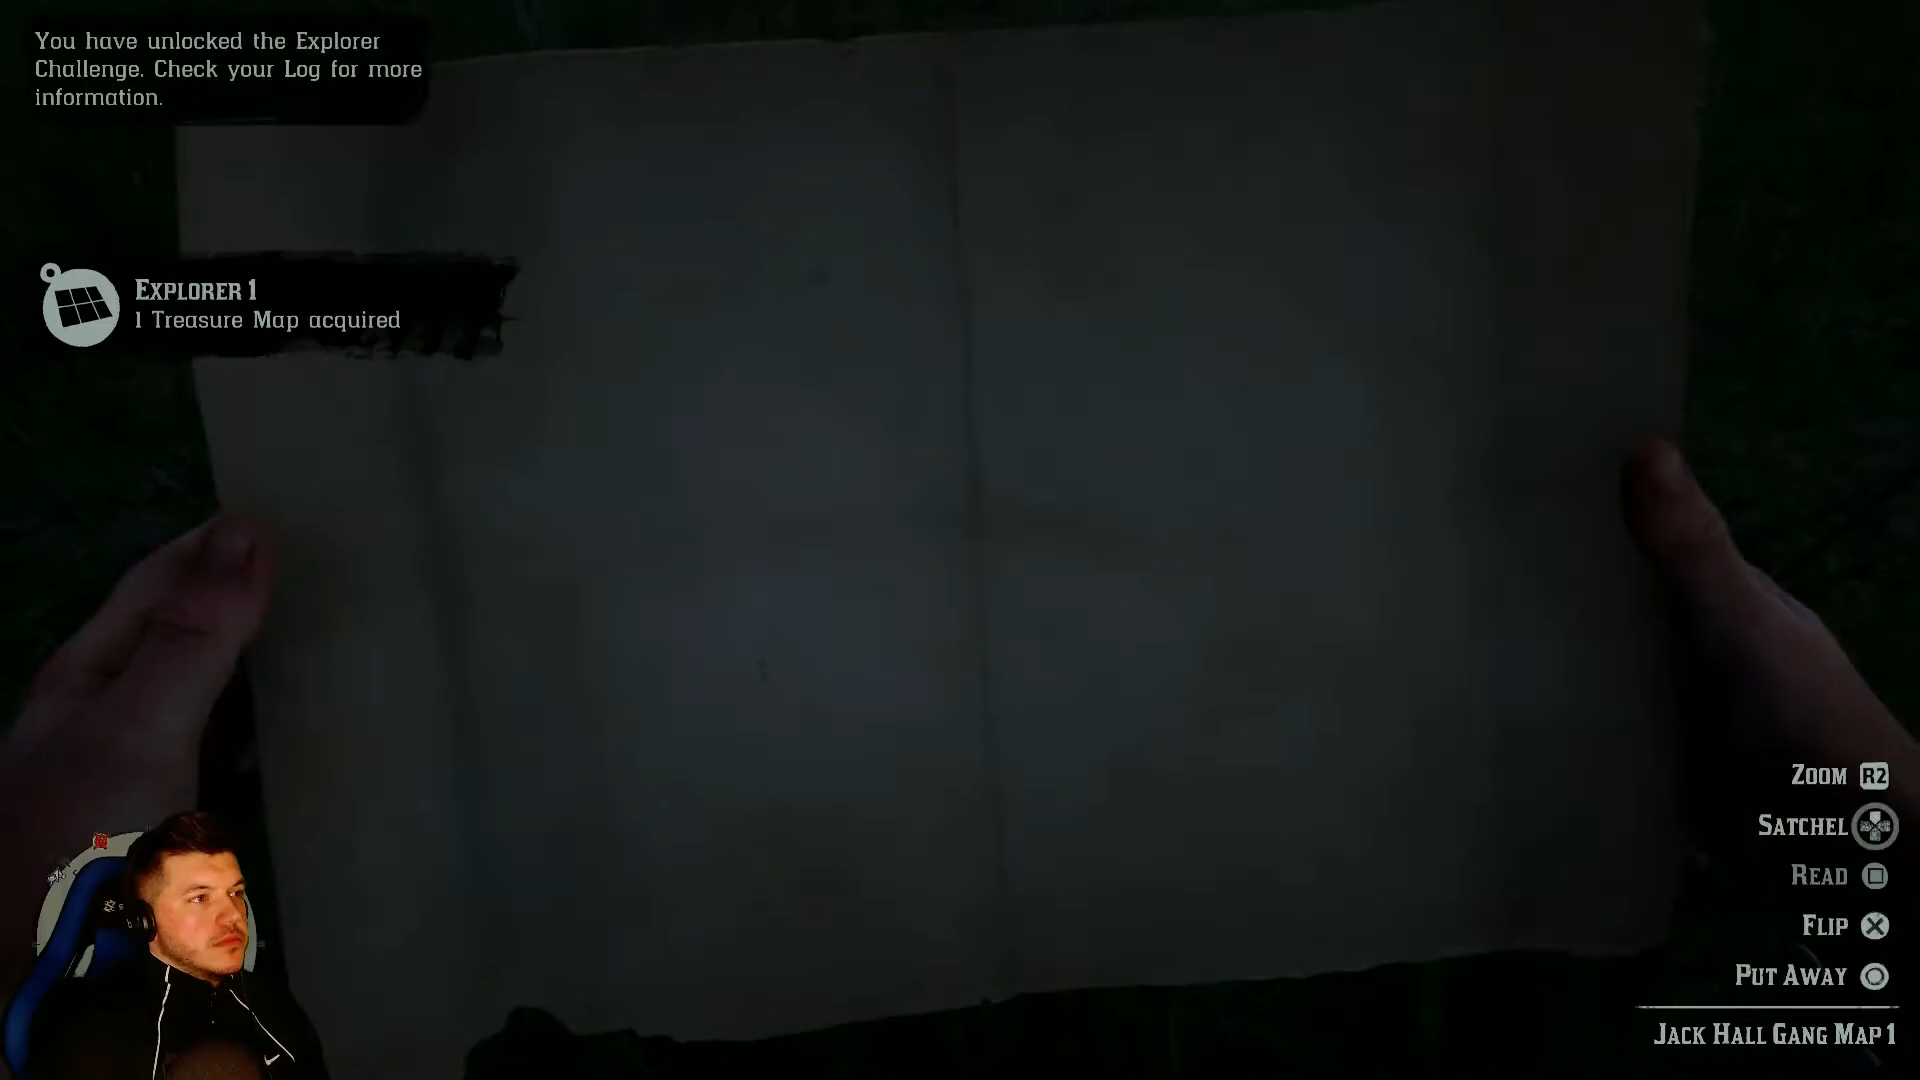 You have unlocked the Explorer
Challenge. Check your Log for more
information.
EXPLORER 1
1 Treasure Map acquired
ZOOM R2
SATCHEL
READ
FLIP
PUT AWAY
JACK HALL GANG MAP 1